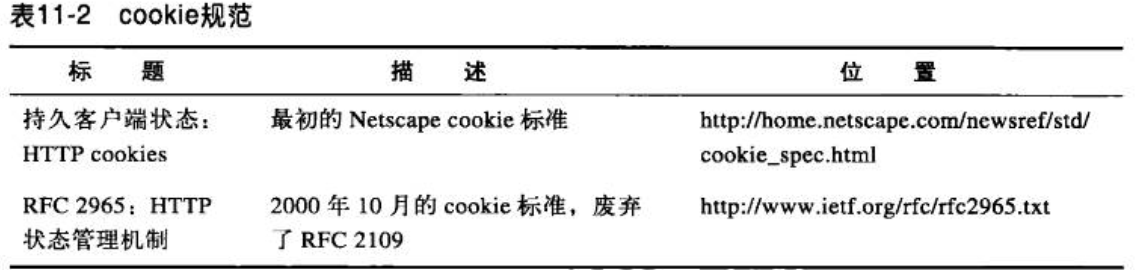 表11-2 cookie规范
标 题 描 述 位 置
持久客户端状态： 最初的 Netscape cookie 标准 http://home.netscape.com/newsref/std/
HTTP cookies cookie_spec.html
RFC 2965：HTTP 2000 年 10 月的 cookie 标准，废弃 http://www.ietf.org/rfc/rfc2965.txt
状态管理机制 了 RFC 2109